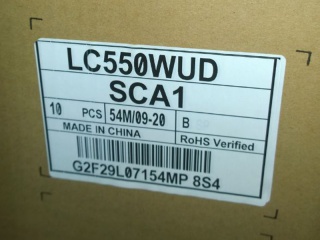 LC550WUD
SCA1
10 PCS 54M/09-20 B
MADE IN CHINA RoHS Verified
G2F29L07154MP 8S4